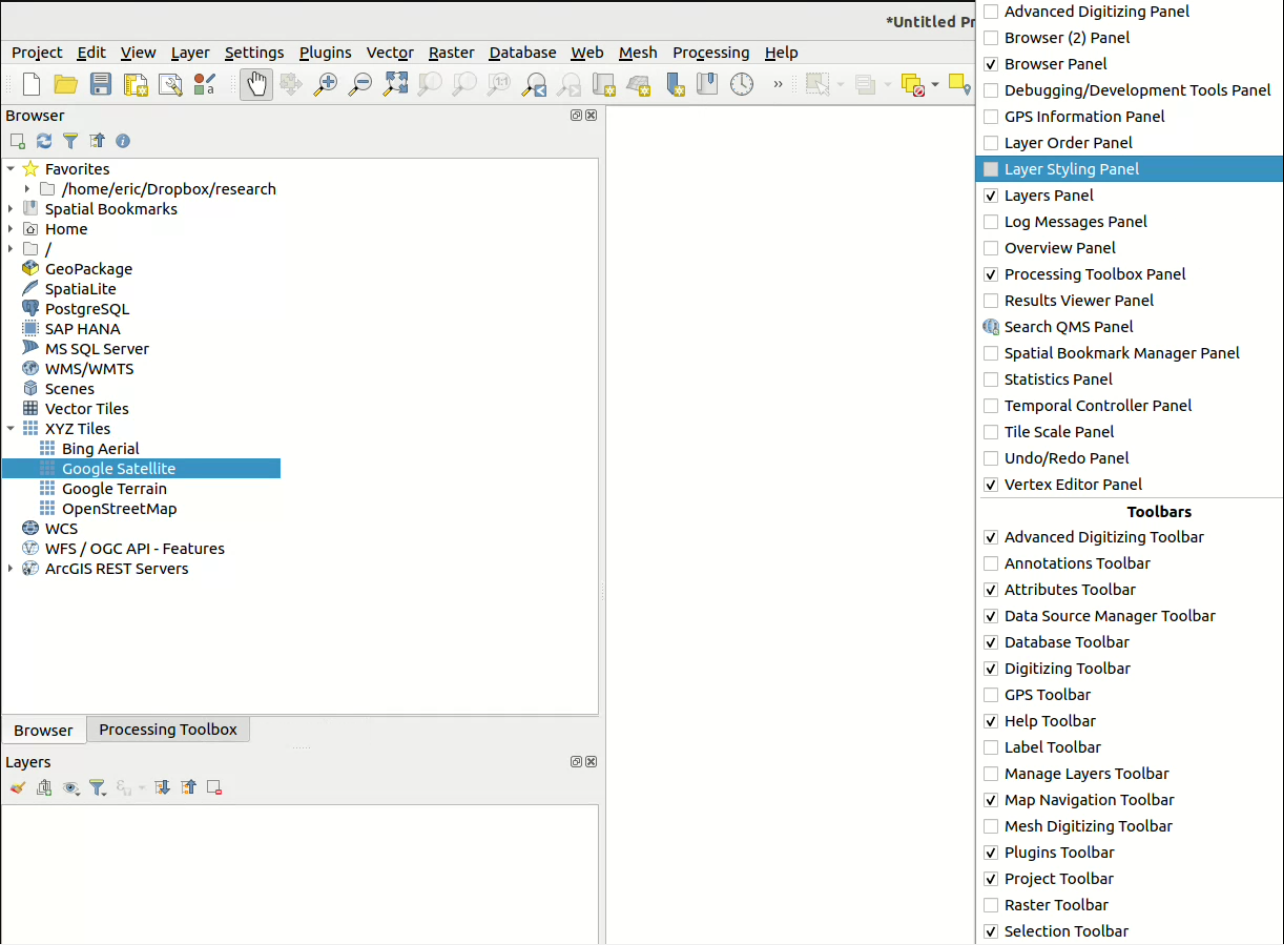 *Untitled Pr
Project Edit View Layer Settings Plugins Vector Raster Database Web Mesh Processing Help
1:1
»
Browser
Favorites
/home/eric/Dropbox/research
Spatial Bookmarks
Home
/
GeoPackage
SpatiaLite
PostgreSQL
SAP HANA
MS SQL Server
WMS/WMTS
Scenes
Vector Tiles
XYZ Tiles
Bing Aerial
Google Satellite
Google Terrain
OpenStreetMap
WCS
WFS / OGC API - Features
ArcGIS REST Servers
Browser Processing Toolbox
Layers
Advanced Digitizing Panel
Browser (2) Panel
Browser Panel
Debugging/Development Tools Panel
GPS Information Panel
Layer Order Panel
Layer Styling Panel
Layers Panel
Log Messages Panel
Overview Panel
Processing Toolbox Panel
Results Viewer Panel
Search QMS Panel
Spatial Bookmark Manager Panel
Statistics Panel
Temporal Controller Panel
Tile Scale Panel
Undo/Redo Panel
Vertex Editor Panel
Toolbars
Advanced Digitizing Toolbar
Annotations Toolbar
Attributes Toolbar
Data Source Manager Toolbar
Database Toolbar
Digitizing Toolbar
GPS Toolbar
Help Toolbar
Label Toolbar
Manage Layers Toolbar
Map Navigation Toolbar
Mesh Digitizing Toolbar
Plugins Toolbar
Project Toolbar
Raster Toolbar
Selection Toolbar